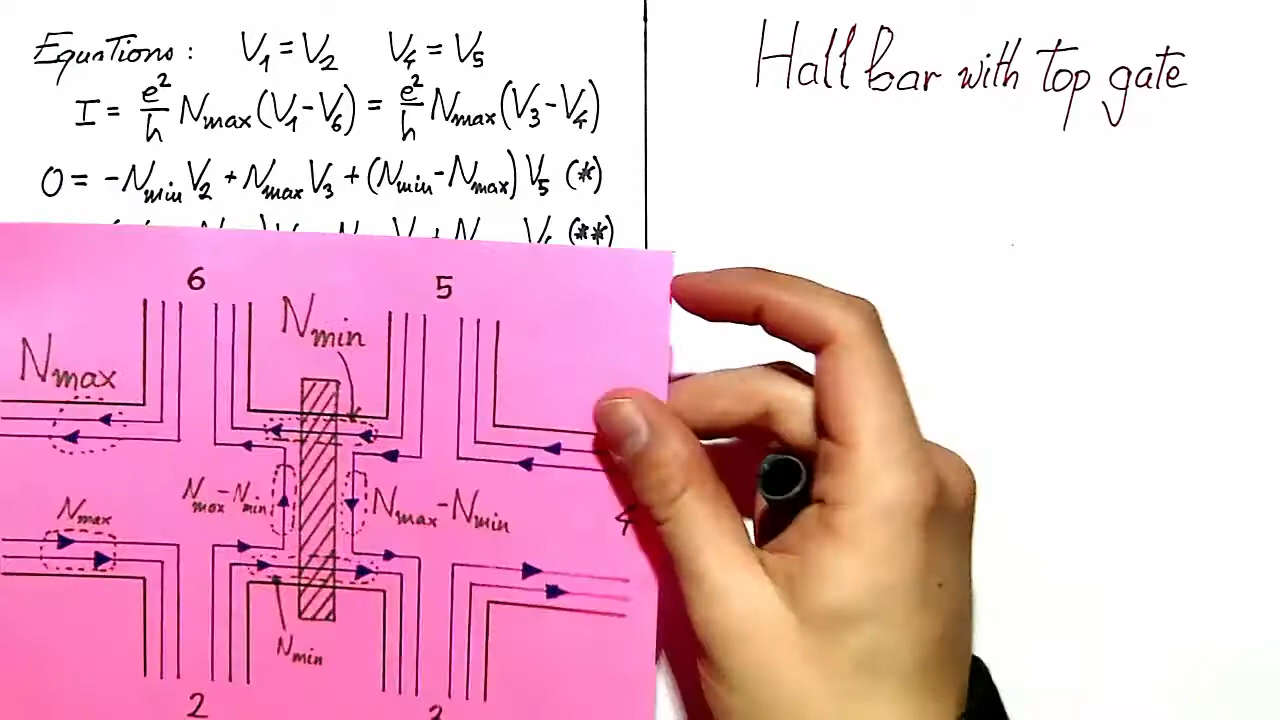 Equations: V₁ = V₂ V₄ = V₅
I = e²/h Nmax (V₁ - V₆) = e²/h Nmax (V₃ - V₄)
0 = -Nmin V₂ + Nmax V₃ + (Nmin - Nmax) V₅ (*)
(**)
Hall bar with top gate
6
5
Nmin
Nmax
Nmax - Nmin
Nmax - Nmin
Nmax
4
Nmin
2